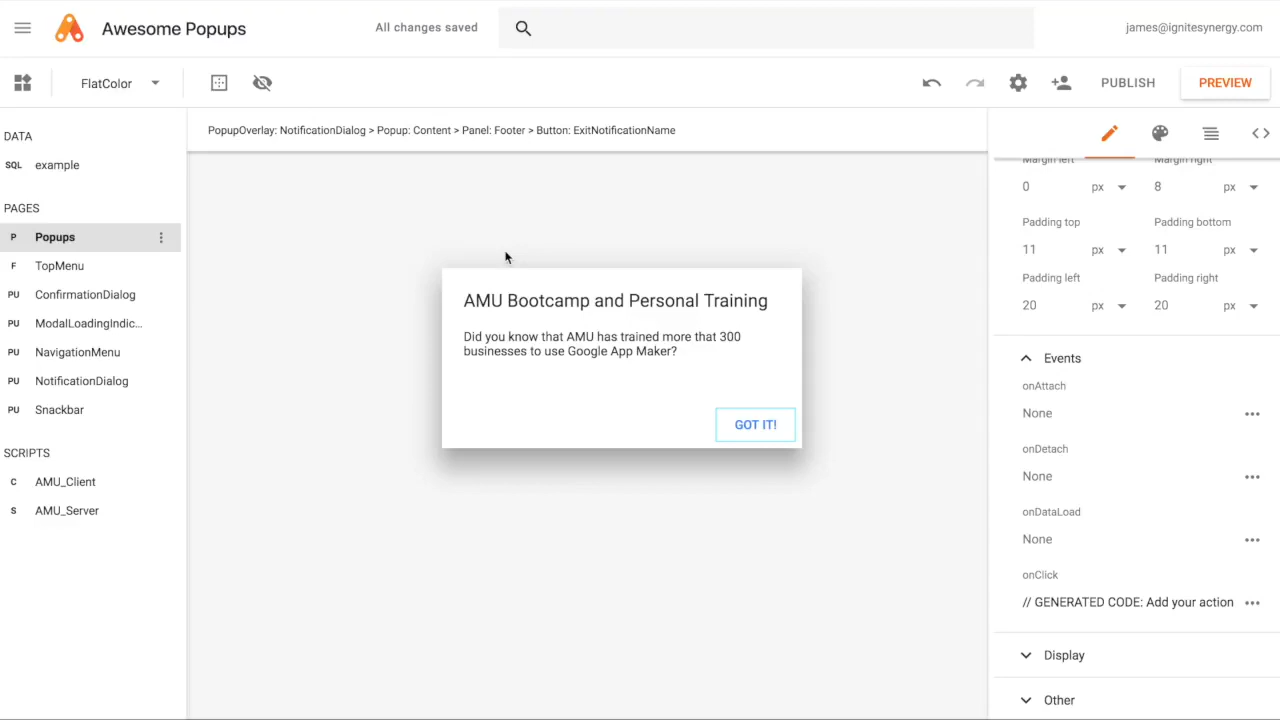 Awesome Popups
All changes saved
james@ignitesynergy.com
FlatColor
PUBLISH
PREVIEW
DATA
SQL example
PAGES
P Popups
F TopMenu
PU ConfirmationDialog
PU ModalLoadingIndic...
PU NavigationMenu
PU NotificationDialog
PU Snackbar
SCRIPTS
C AMU_Client
S AMU_Server
PopupOverlay: NotificationDialog > Popup: Content > Panel: Footer > Button: ExitNotificationName
AMU Bootcamp and Personal Training
Did you know that AMU has trained more that 300
businesses to use Google App Maker?
GOT IT!
Margin left Margin right
0 px 8 px
Padding top Padding bottom
11 px 11 px
Padding left Padding right
20 px 20 px
Events
onAttach
None
onDetach
None
onDataLoad
None
onClick
// GENERATED CODE: Add your action
Display
Other